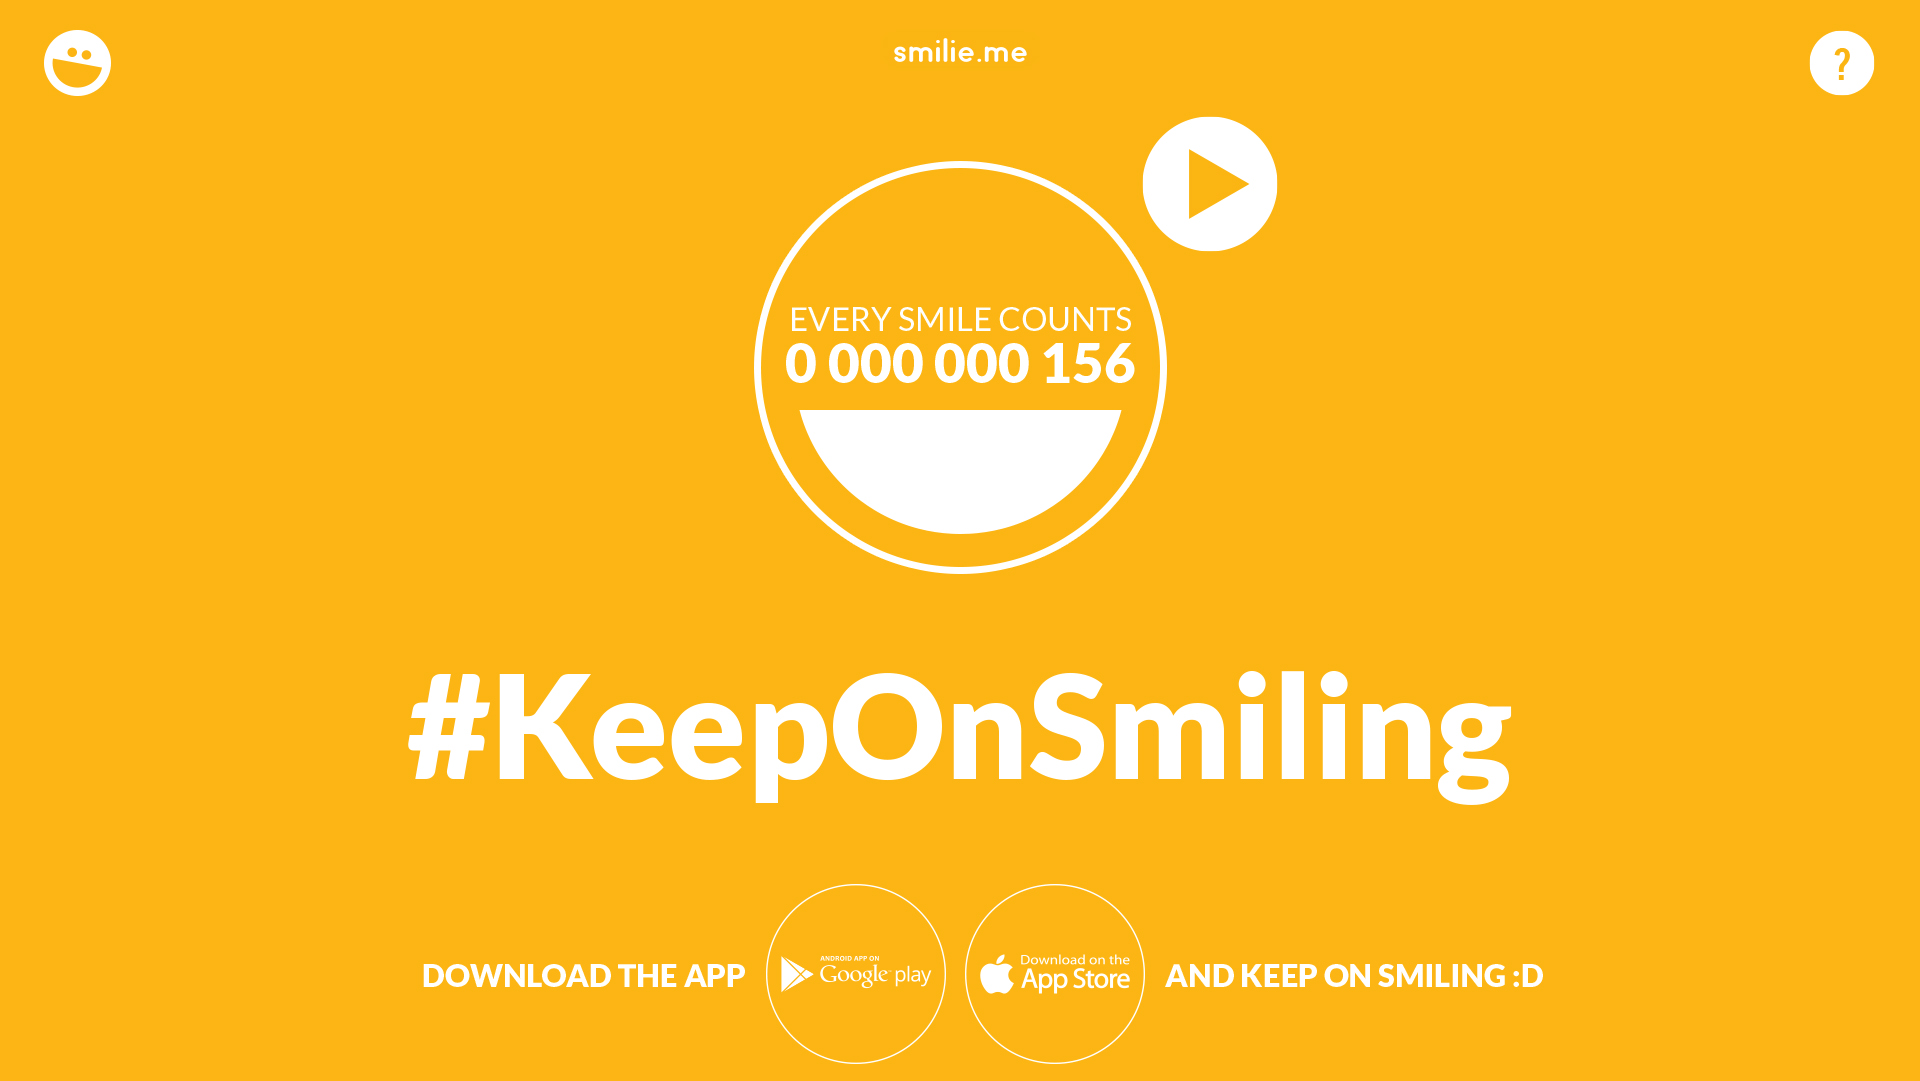 smilie.me
?
EVERY SMILE COUNTS
0 000 000 156
#KeepOnSmiling
DOWNLOAD THE APP
ANDROID APP ON
Google play
Download on the
App Store
AND KEEP ON SMILING :D